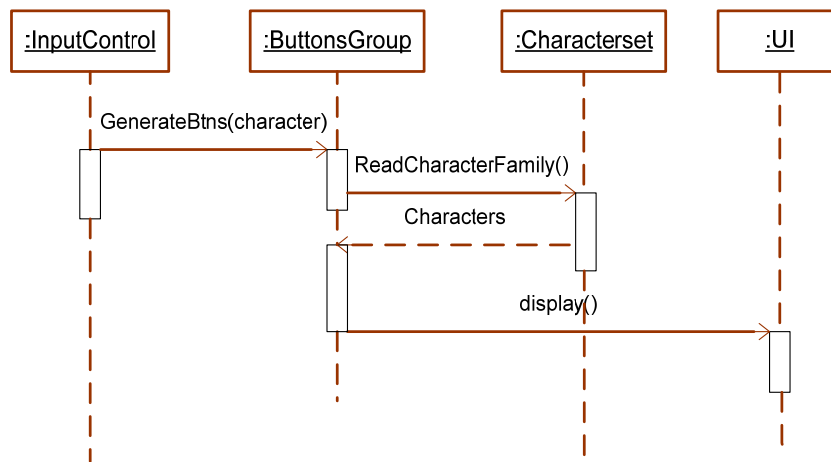 :InputControl
:ButtonsGroup
:Characterset
:UI
GenerateBtns(character)
ReadCharacterFamily()
Characters
display()